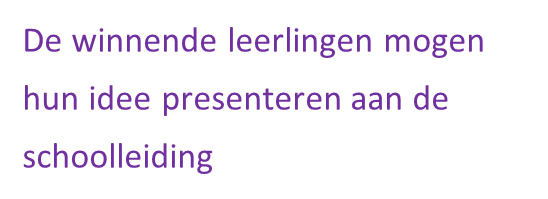 De winnende leerlingen mogen
hun idee presenteren aan de
schoolleiding